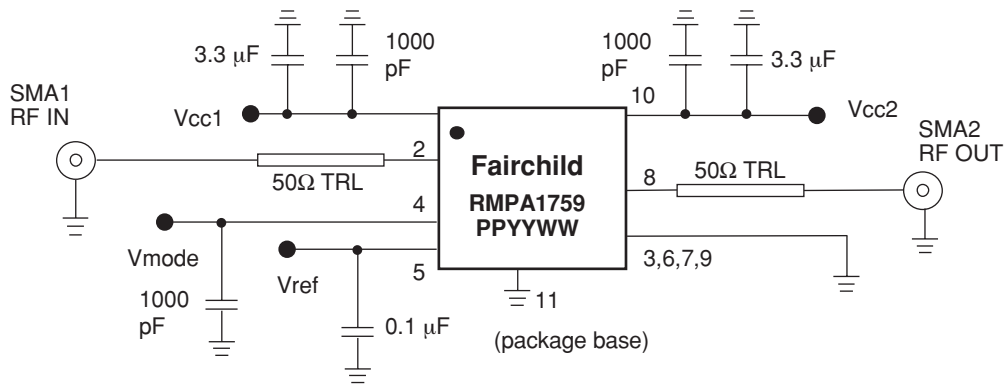 3.3 μF
1000
pF
1000
pF
3.3 μF
SMA1
RF IN
Vcc1
10
Vcc2
SMA2
RF OUT
2
50Ω TRL
Fairchild
RMPA1759
PPYYWW
8
50Ω TRL
4
Vmode
Vref
5
3,6,7,9
1000
pF
0.1 μF
11
(package base)